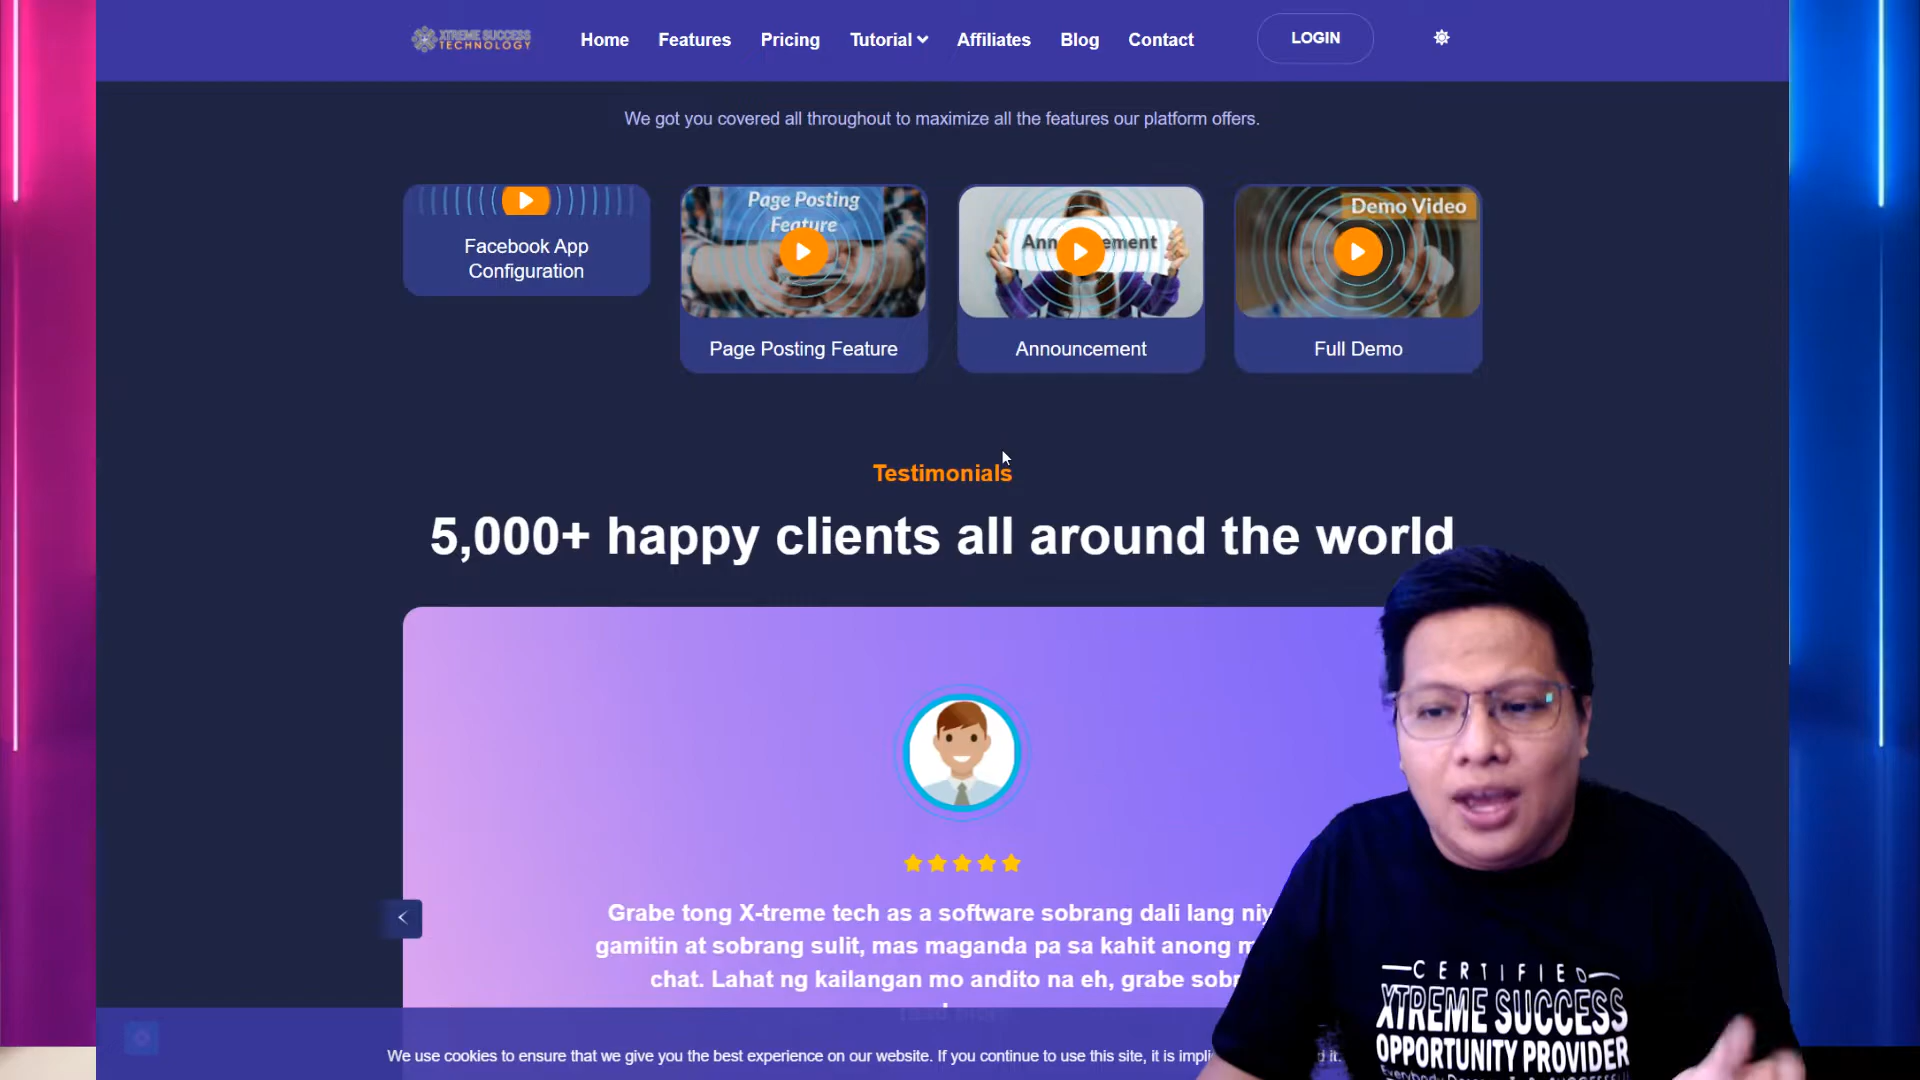 XTREME SUCCESS
TECHNOLOGY
Home
Features
Pricing
Tutorial
Affiliates
Blog
Contact
LOGIN
We got you covered all throughout to maximize all the features our platform offers.
Facebook App
Configuration
Page Posting
Feature
Page Posting Feature
Announcement
Announcement
Demo Video
Full Demo
Testimonials
5,000+ happy clients all around the world
Grabe tong X-treme tech as a software sobrang dali lang
gamitin at sobrang sulit, mas maganda pa sa kahit anong
chat. Lahat ng kailangan mo andito na eh, grabe
We use cookies to ensure that we give you the best experience on our website. If you continue to use this site, it is
CERTIFIED
XTREME SUCCESS
OPPORTUNITY PROVIDER